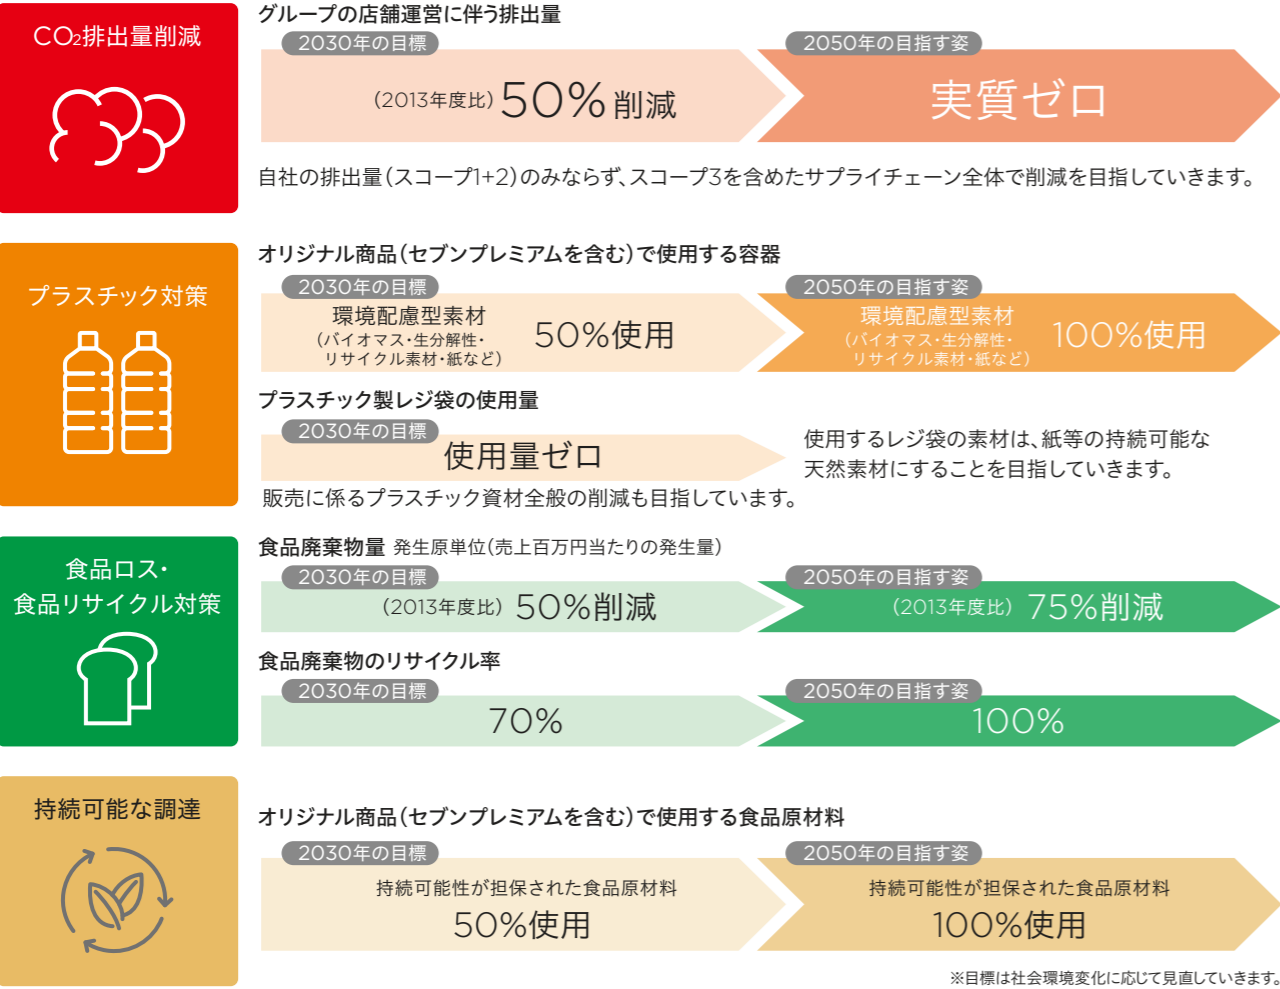 CO2排出量削減
グループの店舗運営に伴う排出量
2030年の目標
（2013年度比）50%削減
2050年の目指す姿
実質ゼロ
自社の排出量（スコープ1+2）のみならず、スコープ3を含めたサプライチェーン全体で削減を目指していきます。
プラスチック対策
オリジナル商品（セブンプレミアムを含む）で使用する容器
2030年の目標
環境配慮型素材
（バイオマス・生分解性・
リサイクル素材・紙など）
50%使用
2050年の目指す姿
環境配慮型素材
（バイオマス・生分解性・
リサイクル素材・紙など）
100%使用
プラスチック製レジ袋の使用量
2030年の目標
使用量ゼロ
使用するレジ袋の素材は、紙等の持続可能な
天然素材にすることを目指していきます。
販売に係るプラスチック資材全般の削減も目指しています。
食品ロス・
食品リサイクル対策
食品廃棄物量 発生原単位（売上百万円当たりの発生量）
2030年の目標
（2013年度比）50%削減
2050年の目指す姿
（2013年度比）75%削減
食品廃棄物のリサイクル率
2030年の目標
70%
2050年の目指す姿
100%
持続可能な調達
オリジナル商品（セブンプレミアムを含む）で使用する食品原材料
2030年の目標
持続可能性が担保された食品原材料
50%使用
2050年の目指す姿
持続可能性が担保された食品原材料
100%使用
※目標は社会環境変化に応じて見直していきます。